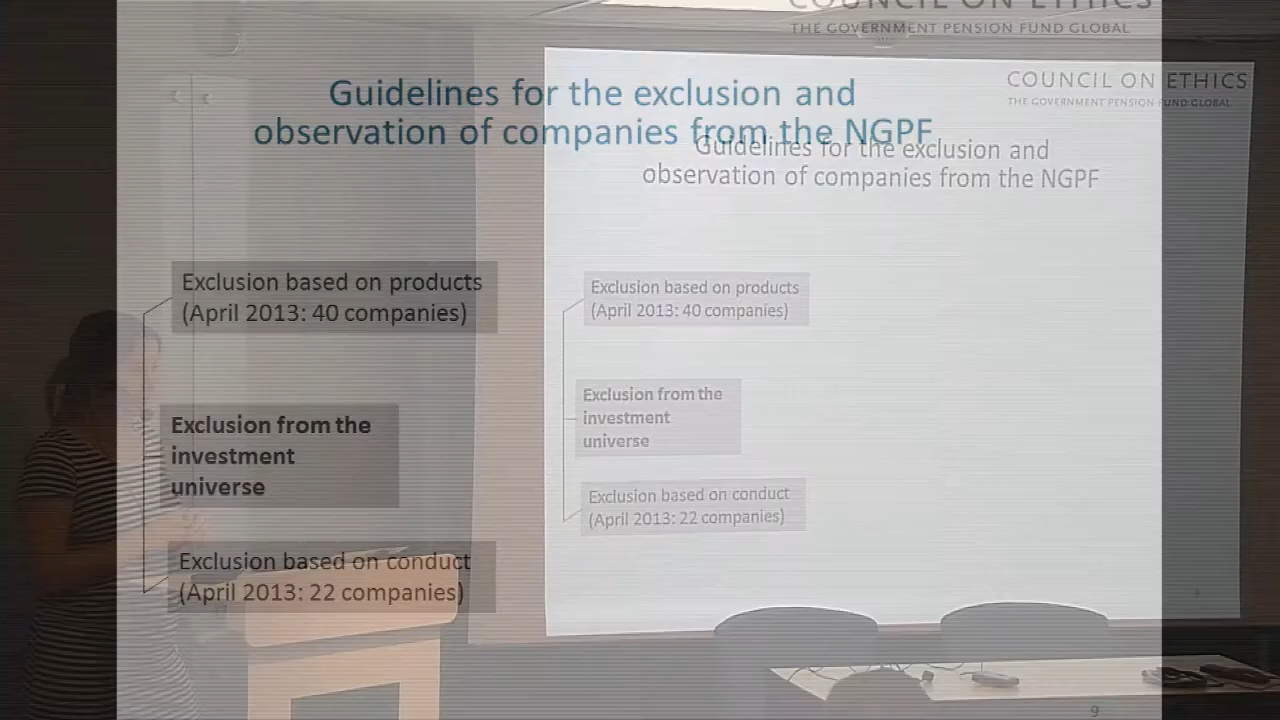 COUNCIL ON ETHICS
THE GOVERNMENT PENSION FUND GLOBAL
Guidelines for the exclusion and
observation of companies from the NGPF
Exclusion based on products
(April 2013: 40 companies)
Exclusion from the
investment
universe
Exclusion based on conduct
(April 2013: 22 companies)
9
COUNCIL ON ETHICS
THE GOVERNMENT PENSION FUND GLOBAL
Guidelines for the exclusion and
observation of companies from the NGPF
Exclusion based on products
(April 2013: 40 companies)
Exclusion from the
investment
universe
Exclusion based on conduct
(April 2013: 22 companies)